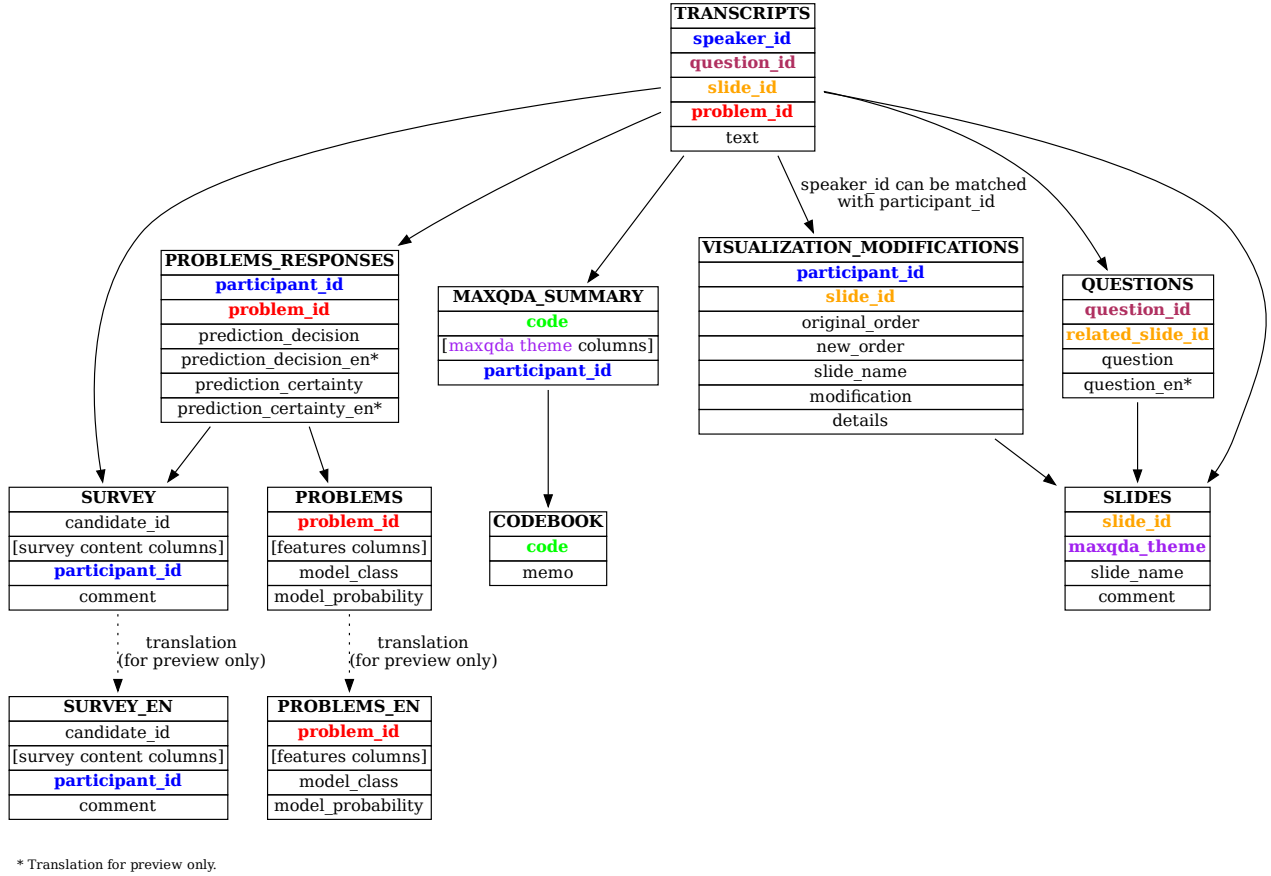 TRANSCRIPTS
speaker_id
question_id
slide_id
problem_id
text
speaker_id can be matched
with participant_id
PROBLEMS_RESPONSES
participant_id
problem_id
prediction_decision
prediction_decision_en*
prediction_certainty
prediction_certainty_en*
MAXQDA_SUMMARY
code
[maxqda theme columns]
participant_id
VISUALIZATION_MODIFICATIONS
participant_id
slide_id
original_order
new_order
slide_name
modification
details
QUESTIONS
question_id
related_slide_id
question
question_en*
SURVEY
candidate_id
[survey content columns]
participant_id
comment
PROBLEMS
problem_id
[features columns]
model_class
model_probability
CODEBOOK
code
memo
SLIDES
slide_id
maxqda_theme
slide_name
comment
translation
(for preview only)
translation
(for preview only)
SURVEY_EN
candidate_id
[survey content columns]
participant_id
comment
PROBLEMS_EN
problem_id
[features columns]
model_class
model_probability
* Translation for preview only.